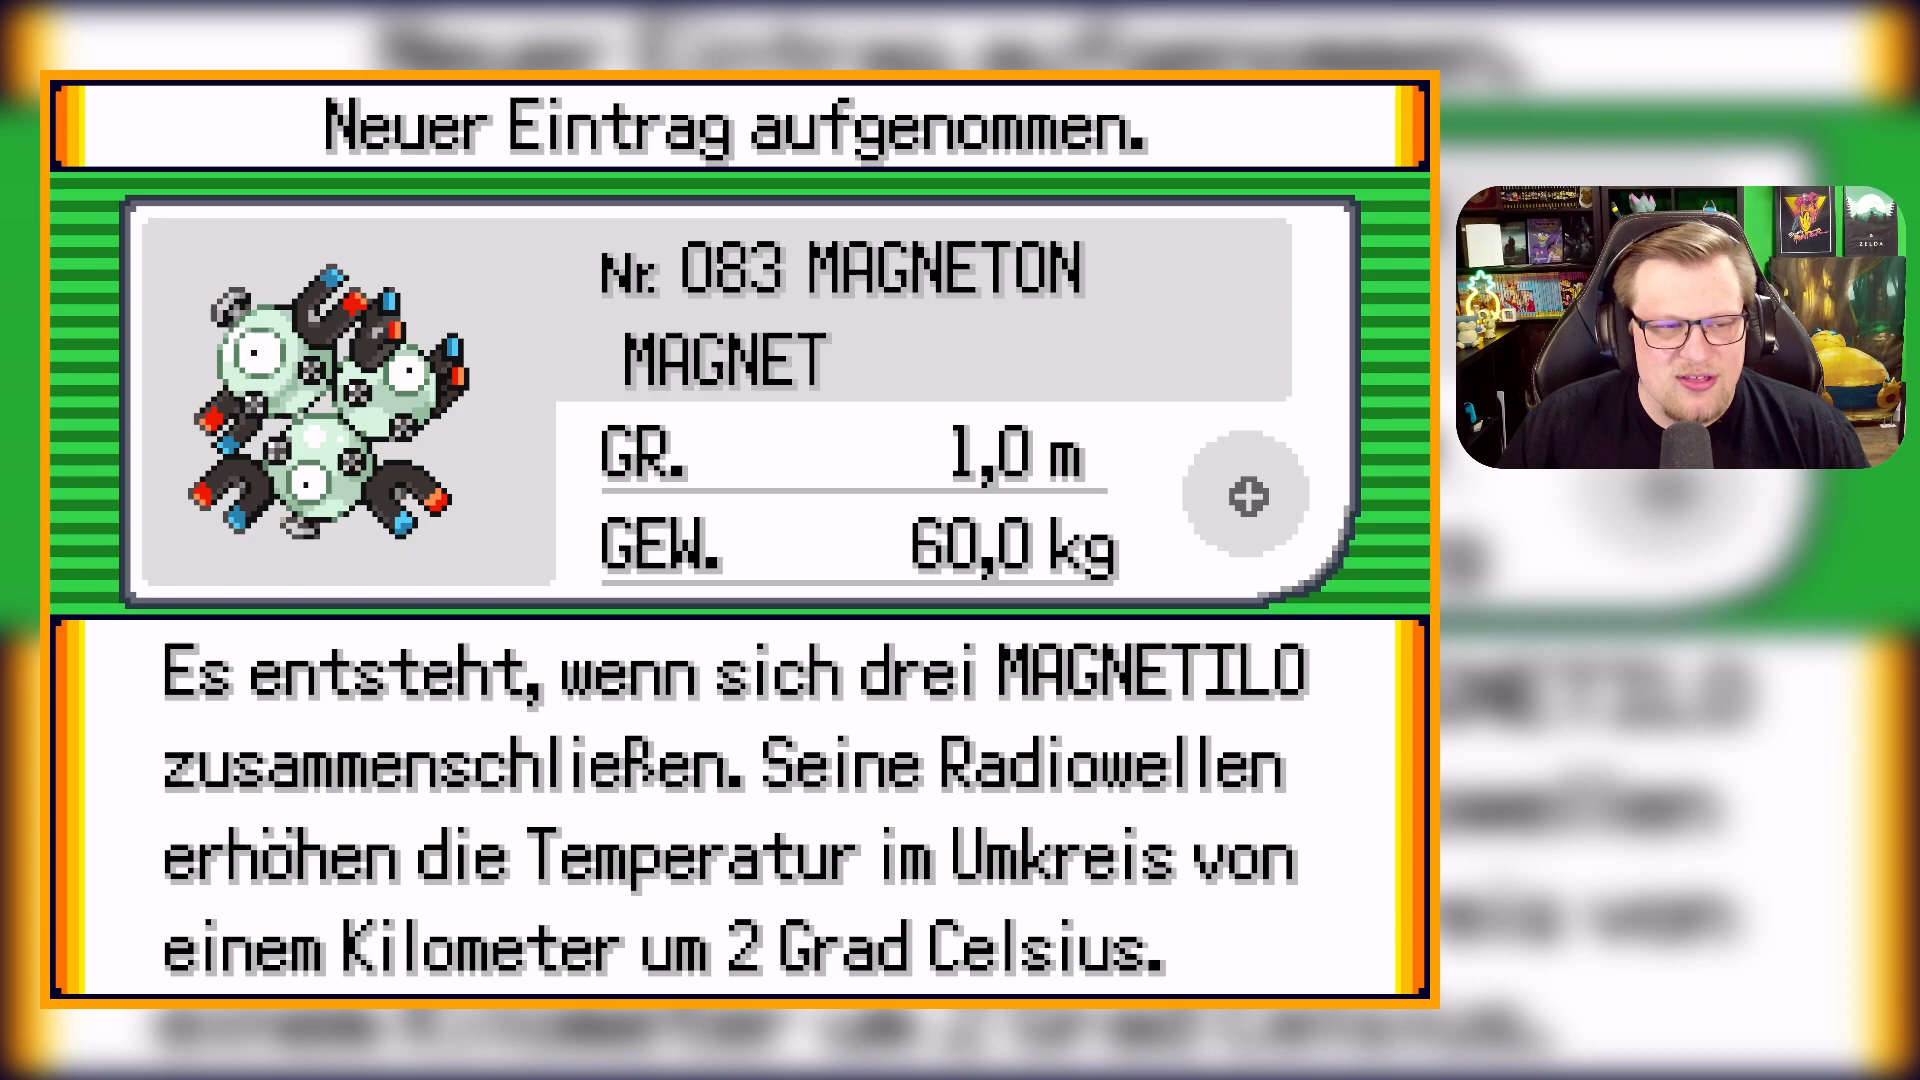 Neuer Eintrag aufgenommen.
Nr. 083 MAGNETON
MAGNET
GR. 1,0 m
GEW. 60,0 kg
Es entsteht, wenn sich drei MAGNETILO
zusammenschließen. Seine Radiowellen
erhöhen die Temperatur im Umkreis von
einem Kilometer um 2 Grad Celsius.
ZELDA